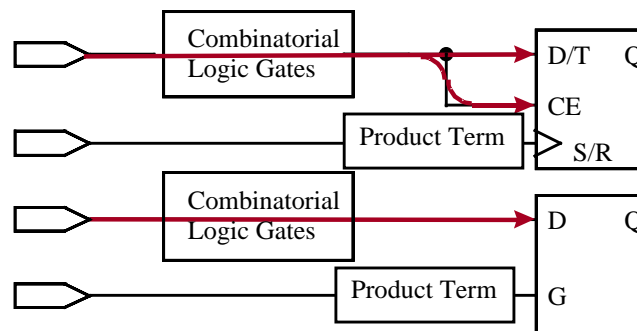 Combinatorial
Logic Gates
D/T
Q
CE
Product Term
S/R
Combinatorial
Logic Gates
D
Q
Product Term
G